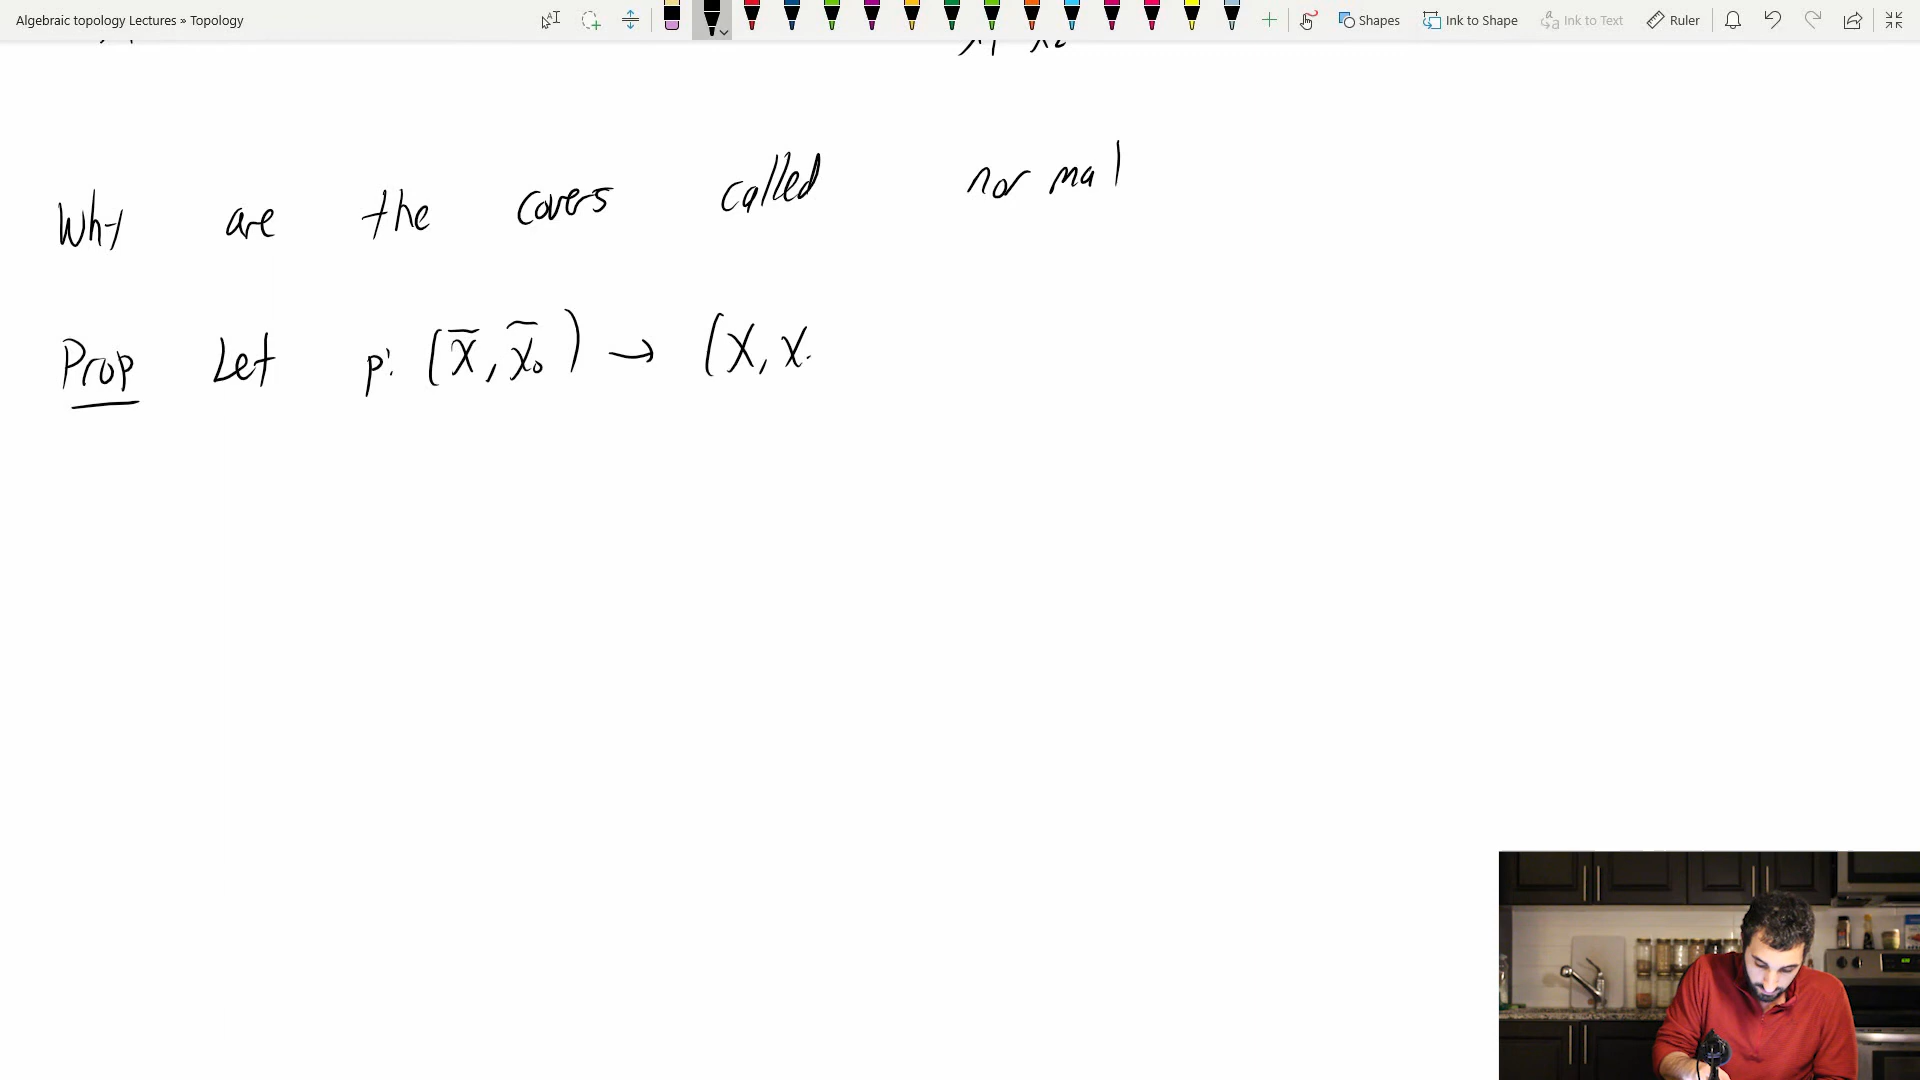 Algebraic topology Lectures » Topology
Shapes
Ink to Shape
Ink to Text
Ruler
Why are the covers called normal
Prop Let p: (X̃, x̃₀) → (X, x